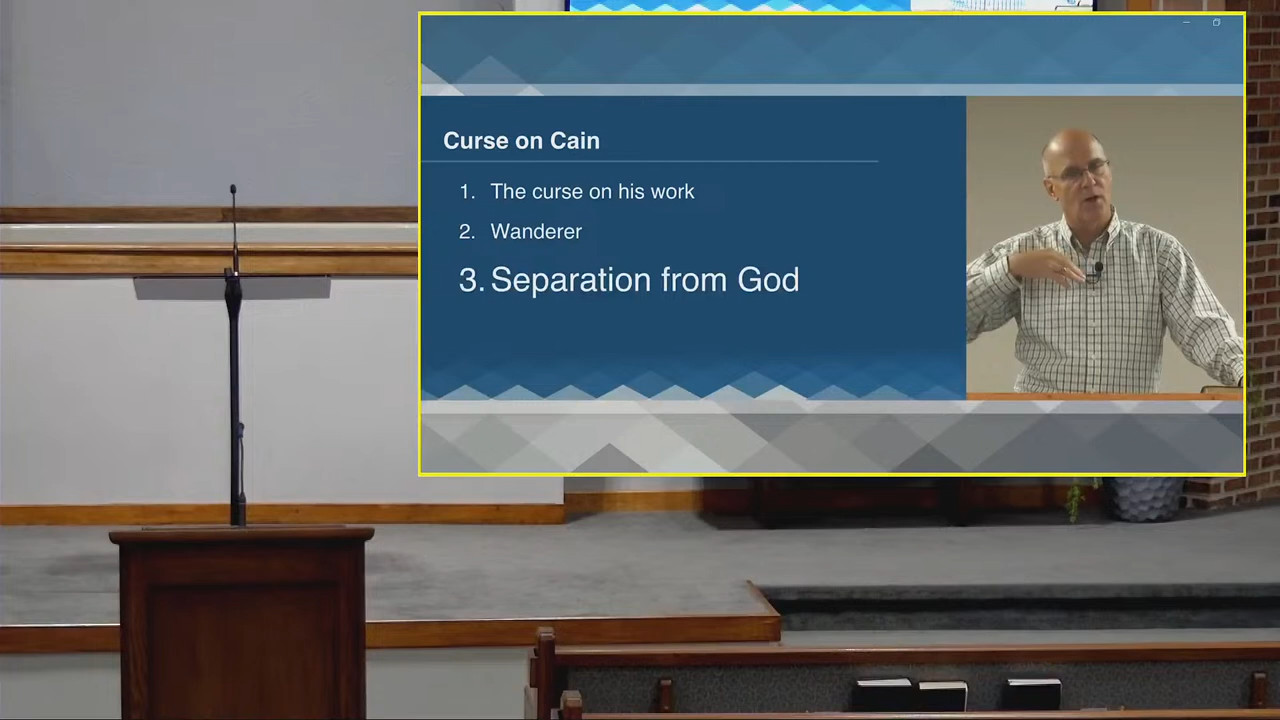 Curse on Cain
1. The curse on his work
2. Wanderer
3. Separation from God